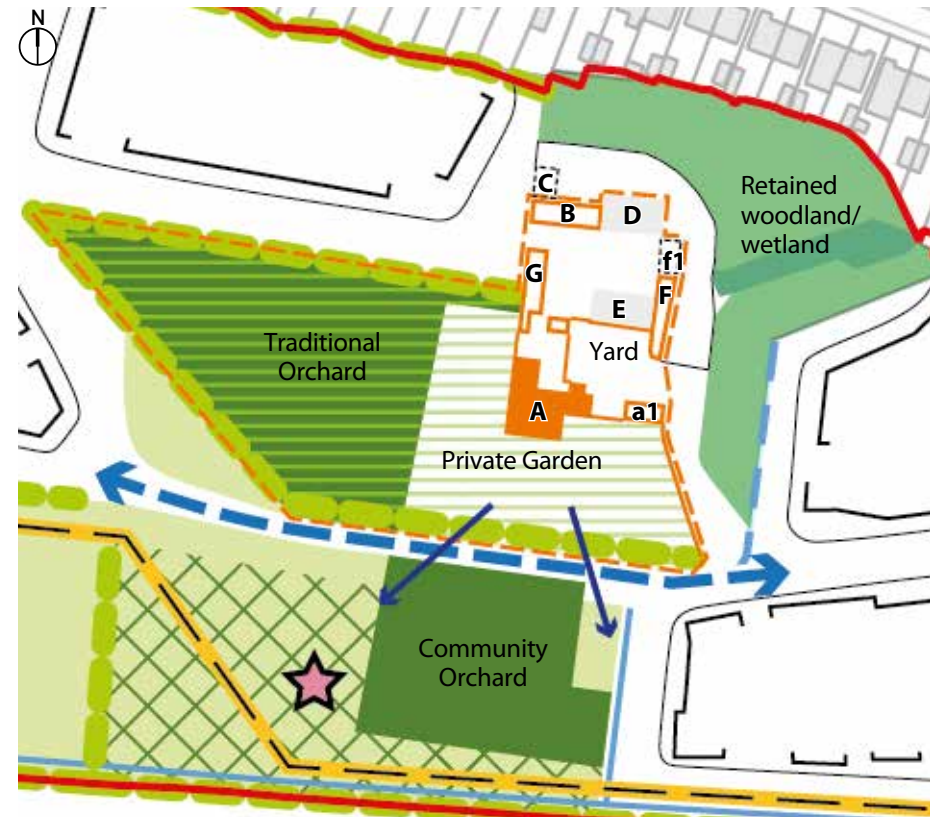 N
Retained
woodland/
wetland
C
B
D
f1
G
F
E
Traditional
Orchard
Yard
A
a1
Private Garden
Community
Orchard